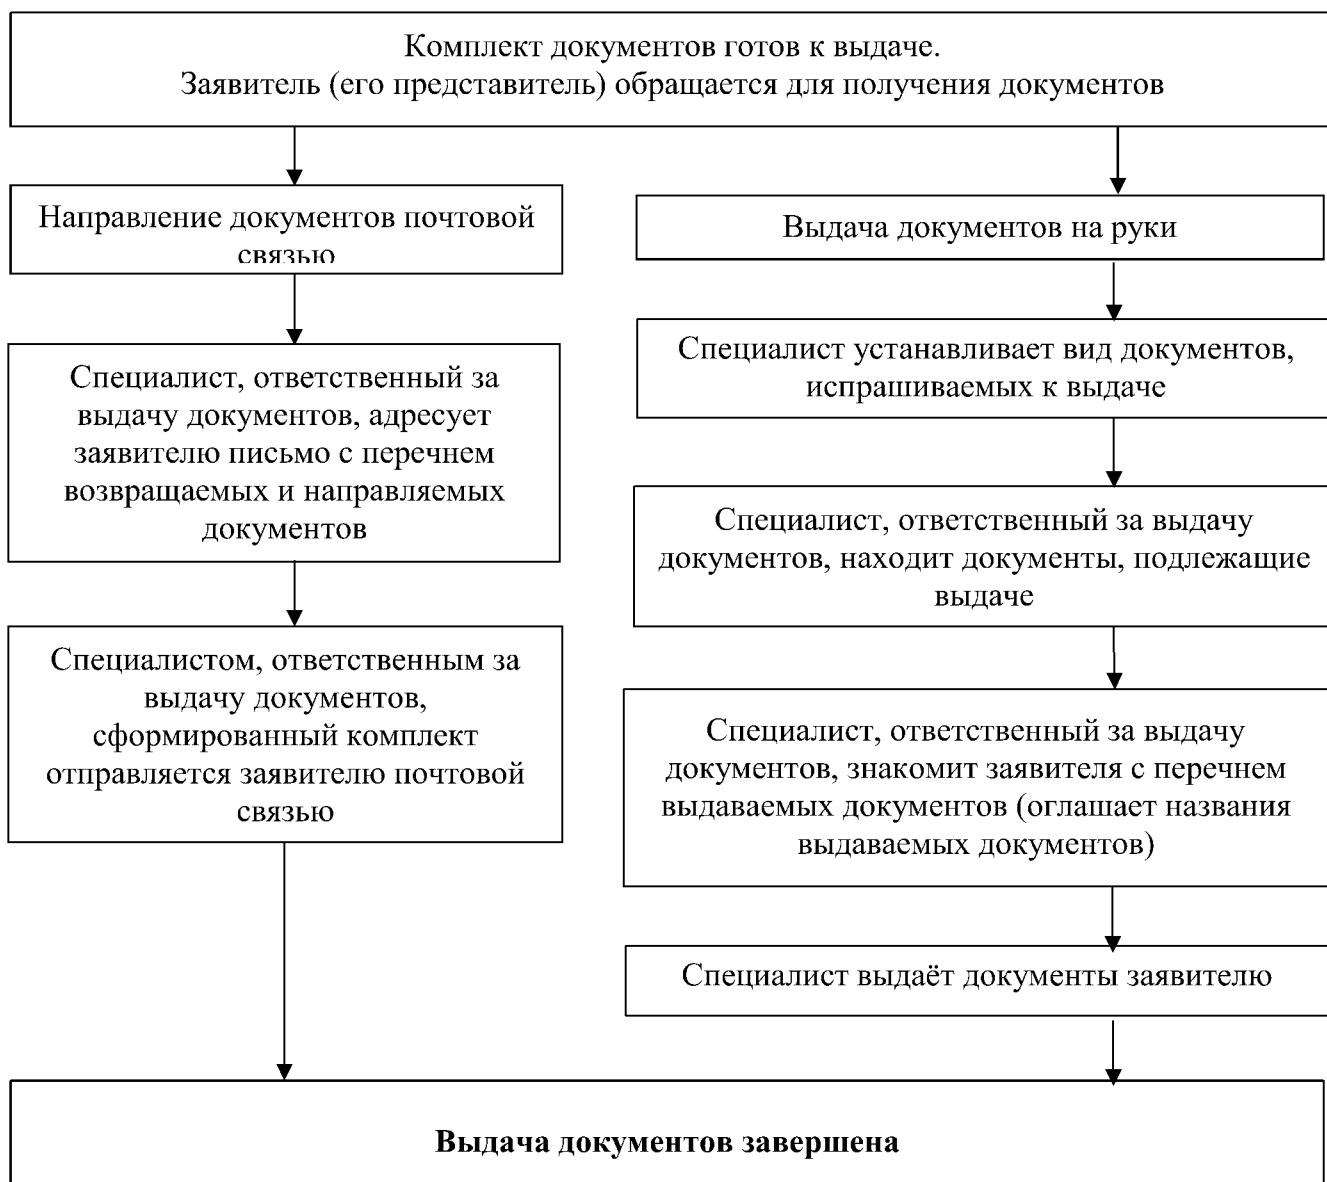 Комплект документов готов к выдаче.
Заявитель (его представитель) обращается для получения документов
Направление документов почтовой
связью
Специалист, ответственный за
выдачу документов, адресует
заявителю письмо с перечнем
возвращаемых и направляемых
документов
Специалистом, ответственным за
выдачу документов,
сформированный комплект
отправляется заявителю почтовой
связью
Выдача документов на руки
Специалист устанавливает вид документов,
испрашиваемых к выдаче
Специалист, ответственный за выдачу
документов, находит документы, подлежащие
выдаче
Специалист, ответственный за выдачу
документов, знакомит заявителя с перечнем
выдаваемых документов (оглашает названия
выдаваемых документов)
Специалист выдаёт документы заявителю
Выдача документов завершена